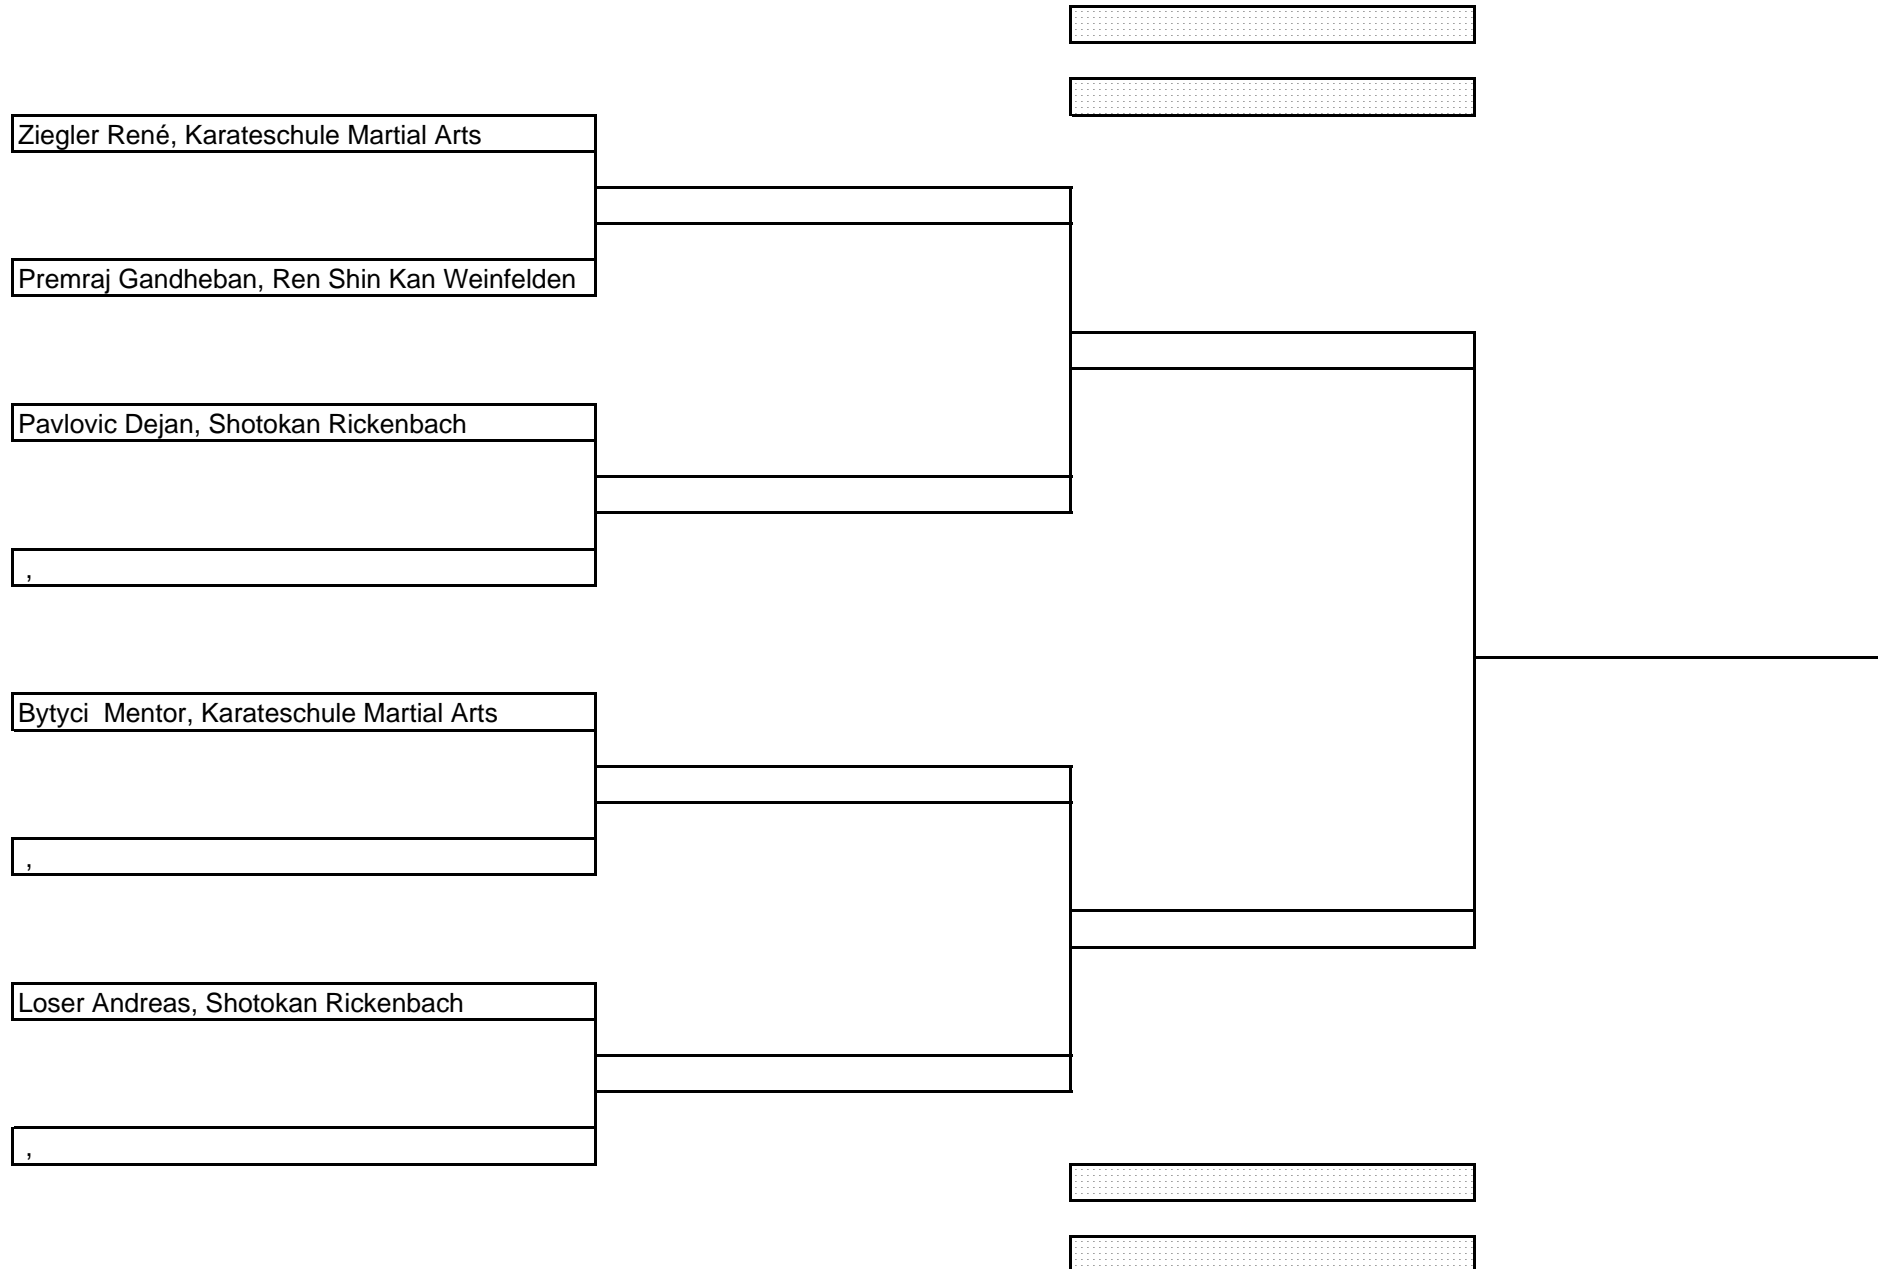 Ziegler René, Karateschule Martial Arts
Premraj Gandheban, Ren Shin Kan Weinfelden
Pavlovic Dejan, Shotokan Rickenbach
,
Bytyci  Mentor, Karateschule Martial Arts
,
Loser Andreas, Shotokan Rickenbach
,